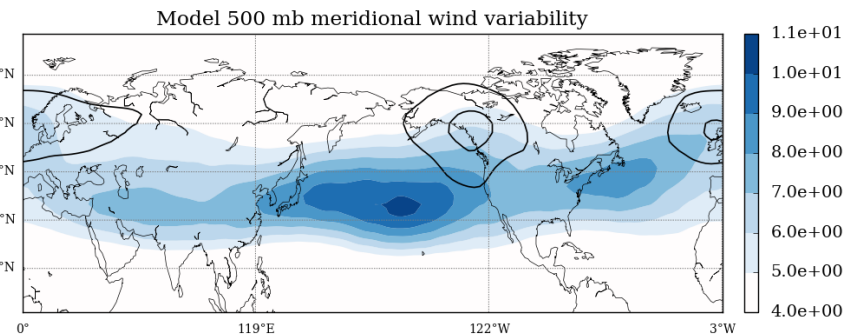 Model 500 mb meridional wind variability
°N
°N
°N
°N
°N
0° 119°E 122°W 3°W
1.1e+01
1.0e+01
9.0e+00
8.0e+00
7.0e+00
6.0e+00
5.0e+00
4.0e+00